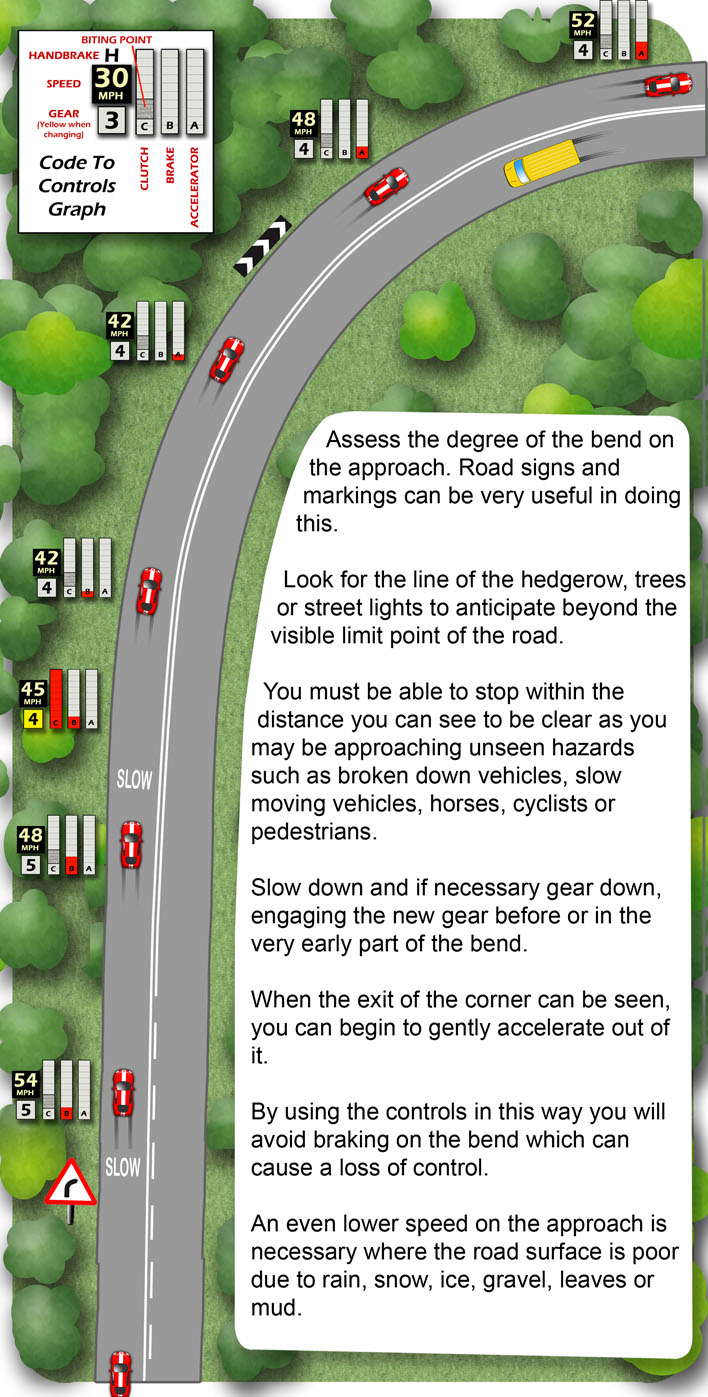 BITING POINT
HANDBRAKE H
SPEED 30 MPH
GEAR 3
(Yellow when
changing)
C B A
Code To
Controls
Graph
CLUTCH
BRAKE
ACCELERATOR
52
MPH
4 C B A
48
MPH
4 C B A
42
MPH
4 C B A
42
MPH
4 C B A
45
MPH
4 C B A
SLOW
48
MPH
5 C B A
54
MPH
5 C B A
SLOW
Assess the degree of the bend on
the approach. Road signs and
markings can be very useful in doing
this.
Look for the line of the hedgerow, trees
or street lights to anticipate beyond the
visible limit point of the road.
You must be able to stop within the
distance you can see to be clear as you
may be approaching unseen hazards
such as broken down vehicles, slow
moving vehicles, horses, cyclists or
pedestrians.
Slow down and if necessary gear down,
engaging the new gear before or in the
very early part of the bend.
When the exit of the corner can be seen,
you can begin to gently accelerate out of
it.
By using the controls in this way you will
avoid braking on the bend which can
cause a loss of control.
An even lower speed on the approach is
necessary where the road surface is poor
due to rain, snow, ice, gravel, leaves or
mud.